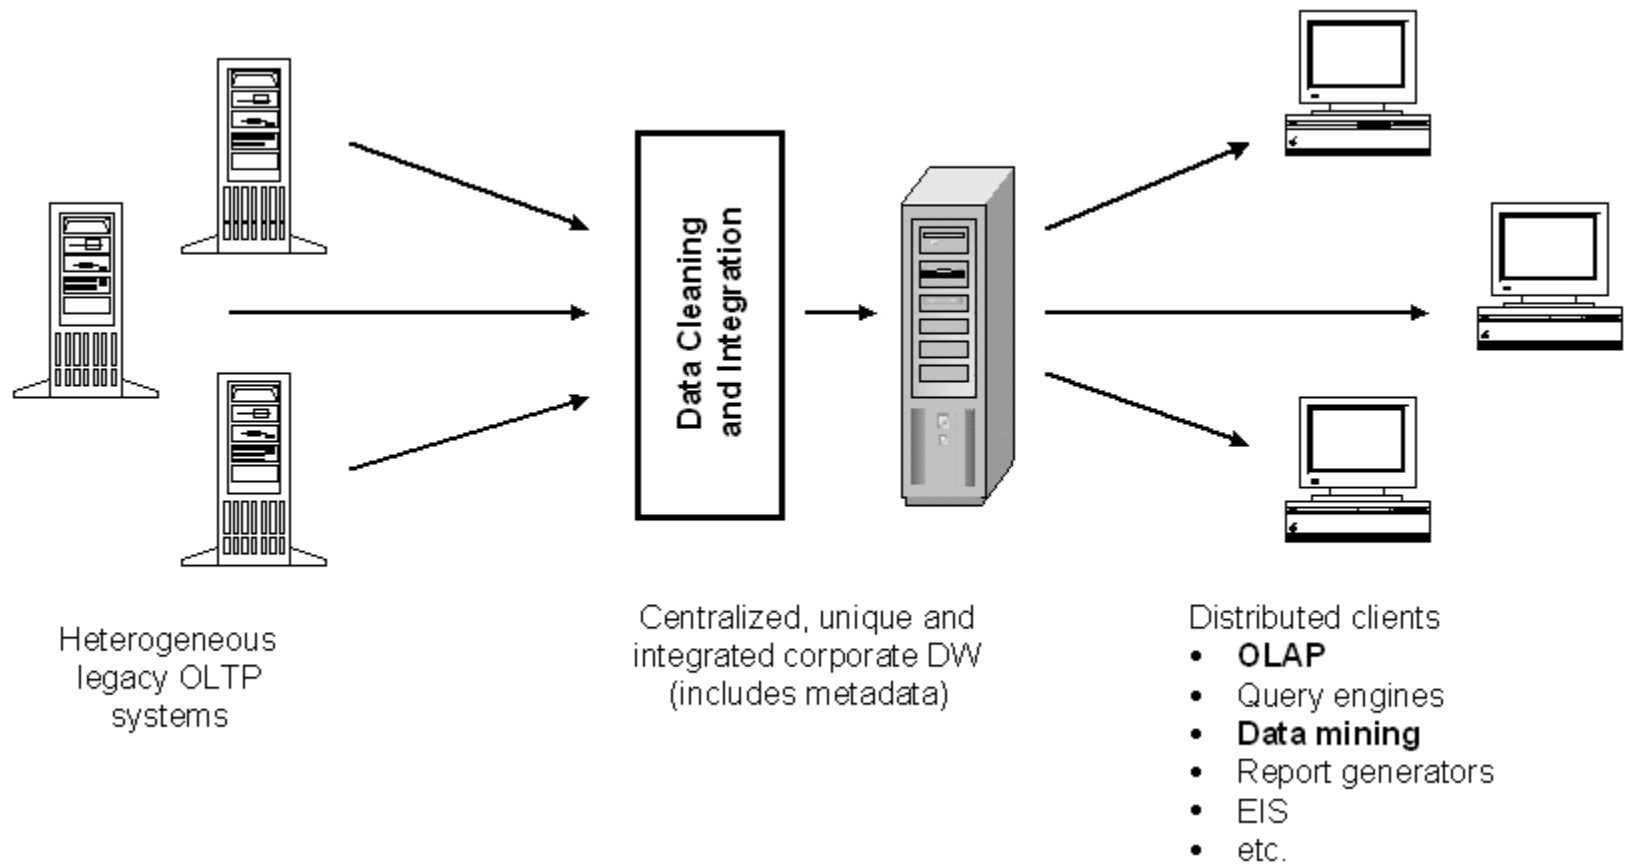 Data Cleaning
and Integration
Heterogeneous
legacy OLTP
systems
Centralized, unique and
integrated corporate DW
(includes metadata)
Distributed clients
• OLAP
• Query engines
• Data mining
• Report generators
• EIS
• etc.